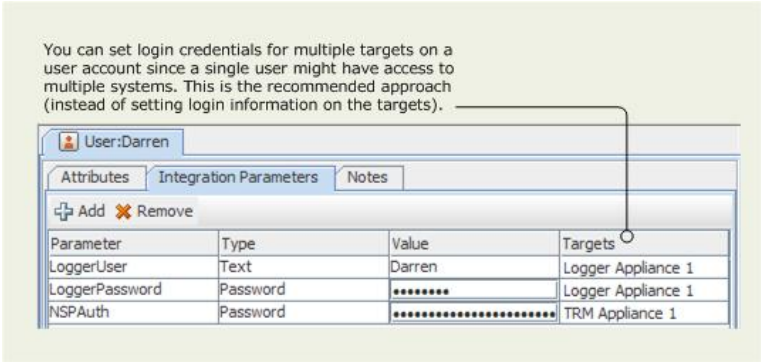 You can set login credentials for multiple targets on a
user account since a single user might have access to
multiple systems. This is the recommended approach
(instead of setting login information on the targets).
User:Darren
Attributes Integration Parameters Notes
Add Remove
Parameter Type Value Targets
LoggerUser Text Darren Logger Appliance 1
LoggerPassword Password •••••••• Logger Appliance 1
NSPAuth Password ••••••••••••••••••••••• TRM Appliance 1